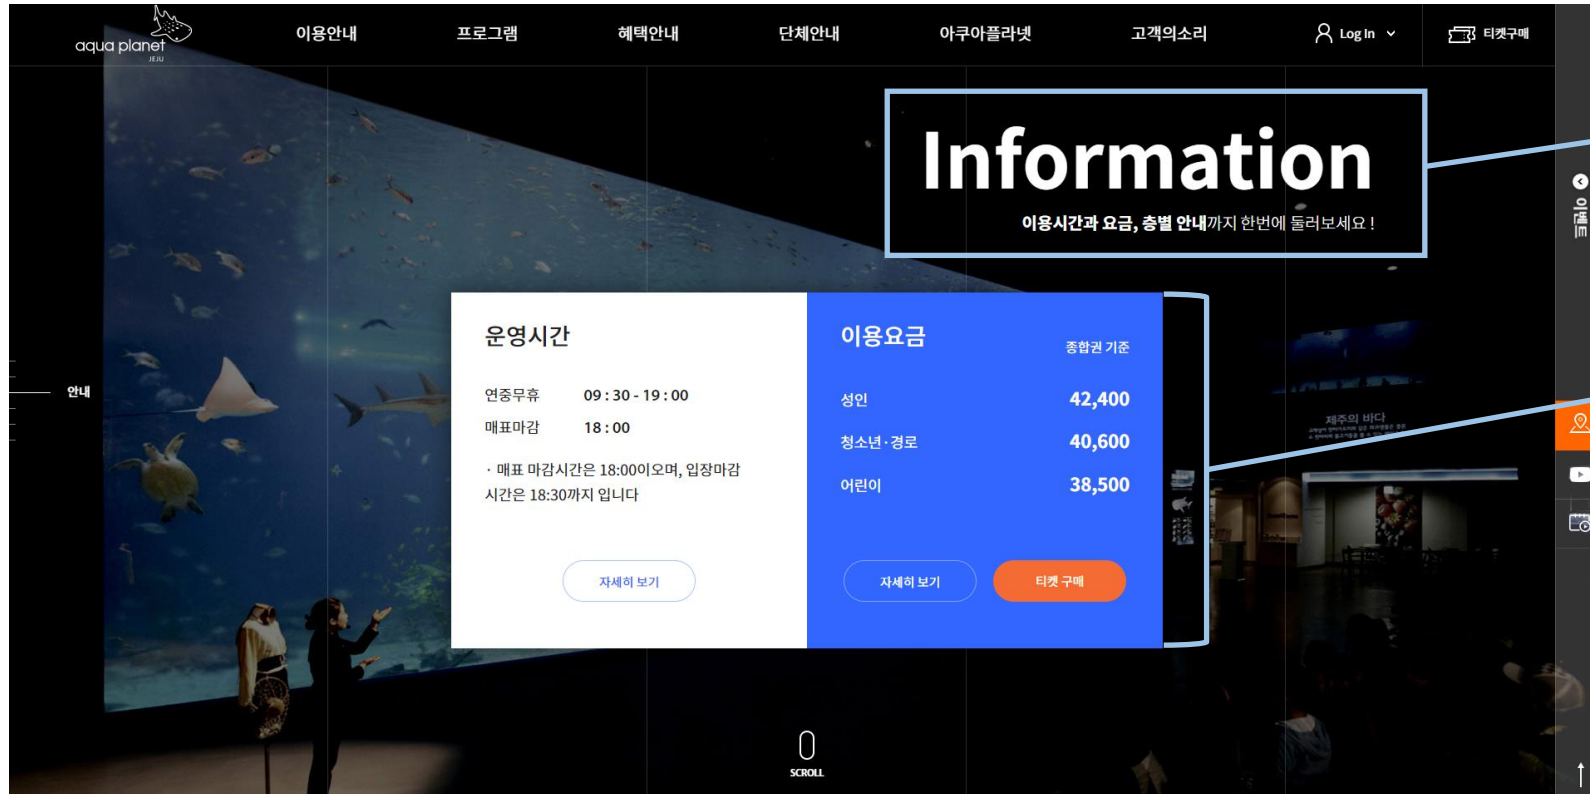 aqua planet
JEJU
이용안내
프로그램
혜택안내
단체안내
아쿠아플라넷
고객의소리
Log In
티켓구매
Information
이용시간과 요금, 층별 안내까지 한번에 둘러보세요 !
이벤트
안내
운영시간
연중무휴 09 : 30 - 19 : 00
매표마감 18 : 00
· 매표 마감시간은 18:00이오며, 입장마감
시간은 18:30까지 입니다
자세히 보기
이용요금
종합권 기준
성인 42,400
청소년 · 경로 40,600
어린이 38,500
자세히 보기
티켓 구매
제주의 바다
SCROLL